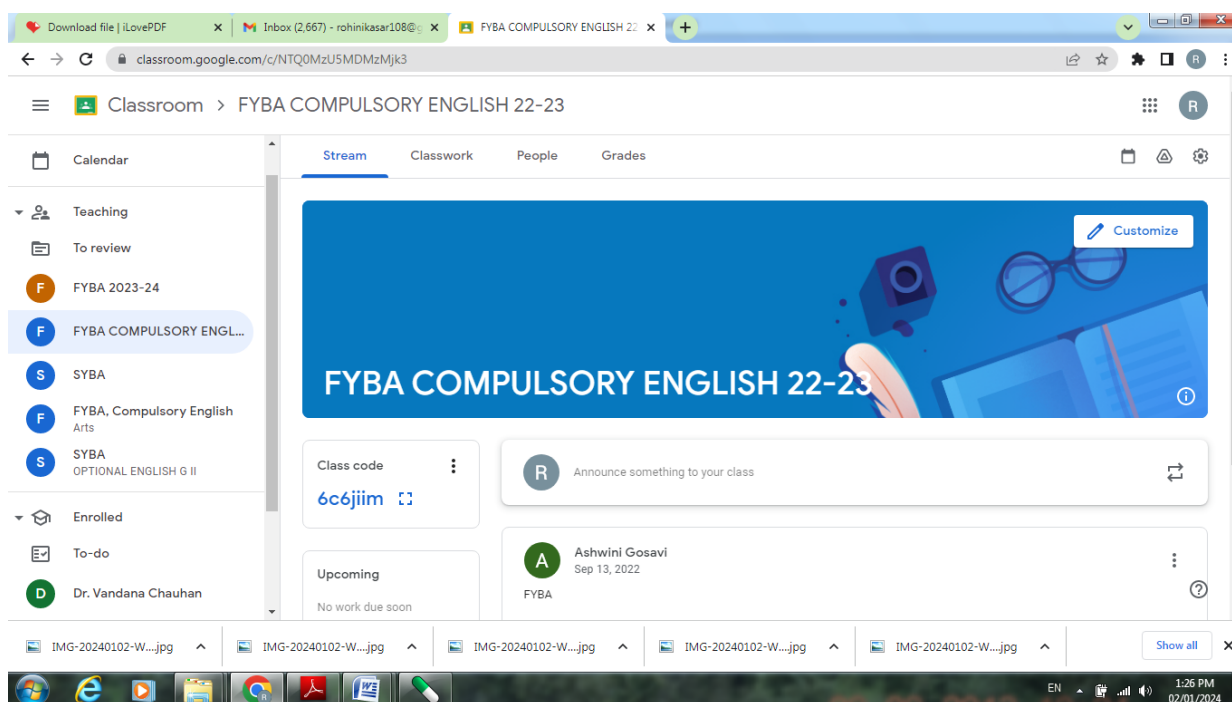 Download file | iLovePDF
Inbox (2,667) - rohinikasar108@g
FYBA COMPULSORY ENGLISH 22-
classroom.google.com/c/NTQ0MzU5MDMzMjk3
R
Classroom > FYBA COMPULSORY ENGLISH 22-23
R
Calendar
Stream Classwork People Grades
Teaching
To review
F FYBA 2023-24
F FYBA COMPULSORY ENGL...
S SYBA
F FYBA, Compulsory English
Arts
S SYBA
OPTIONAL ENGLISH G II
Enrolled
To-do
D Dr. Vandana Chauhan
Customize
FYBA COMPULSORY ENGLISH 22-23
Class code
6c6jiim
Upcoming
No work due soon
R Announce something to your class
A Ashwini Gosavi
Sep 13, 2022
FYBA
IMG-20240102-W....jpg IMG-20240102-W....jpg IMG-20240102-W....jpg IMG-20240102-W....jpg IMG-20240102-W....jpg Show all
EN 1:26 PM
02/01/2024